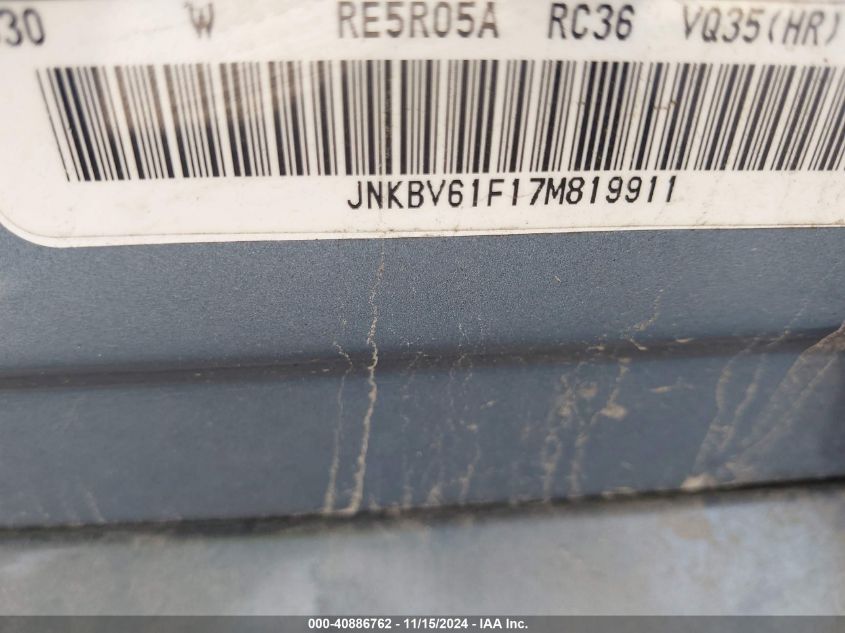 30 W RE5R05A RC36 VQ35(HR)
JNKBV61F17M819911
000-40886762 - 11/15/2024 - IAA Inc.